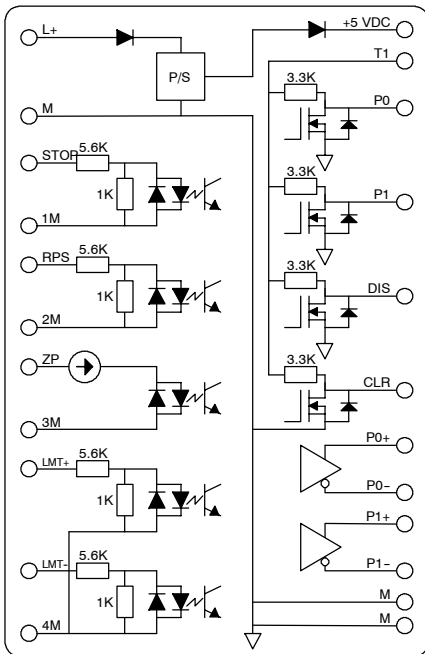 L+
+5 VDC
T1
P/S
3.3K
P0
M
STOP
5.6K
1K
3.3K
P1
1M
RPS
5.6K
1K
3.3K
DIS
2M
ZP
3.3K
CLR
3M
P0+
LMT+
5.6K
1K
P0−
P1+
LMT-
5.6K
1K
P1−
M
4M
M